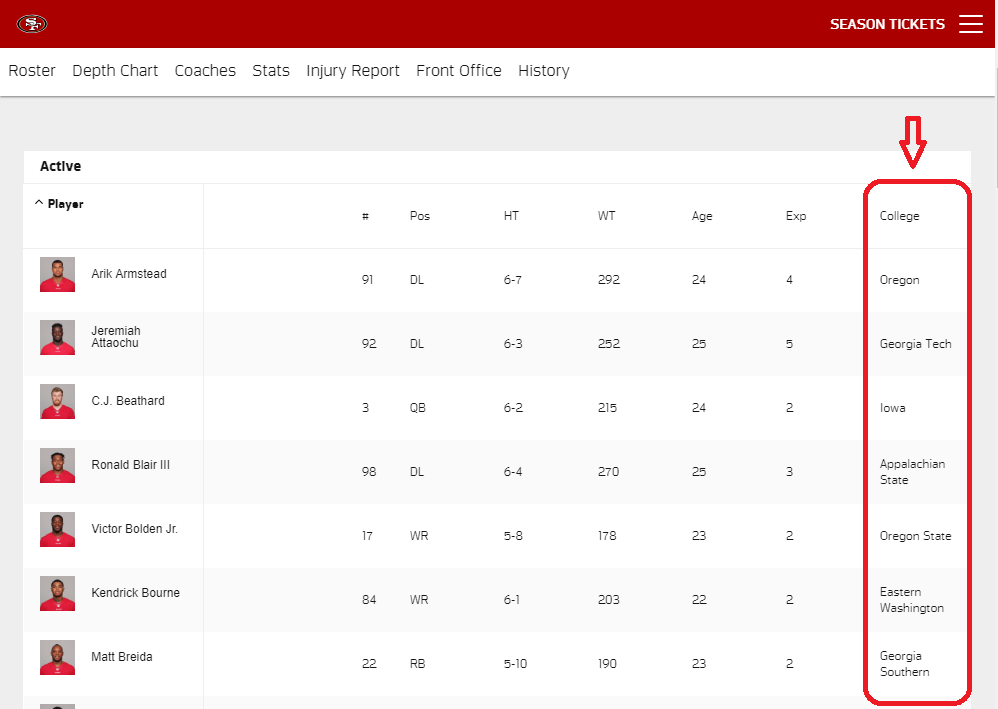 SF
SEASON TICKETS
Roster Depth Chart Coaches Stats Injury Report Front Office History
Active
Player # Pos HT WT Age Exp College
Arik Armstead 91 DL 6-7 292 24 4 Oregon
Jeremiah
Attaochu 92 DL 6-3 252 25 5 Georgia Tech
C.J. Beathard 3 QB 6-2 215 24 2 Iowa
Ronald Blair III 98 DL 6-4 270 25 3 Appalachian
State
Victor Bolden Jr. 17 WR 5-8 178 23 2 Oregon State
Kendrick Bourne 84 WR 6-1 203 22 2 Eastern
Washington
Matt Breida 22 RB 5-10 190 23 2 Georgia
Southern